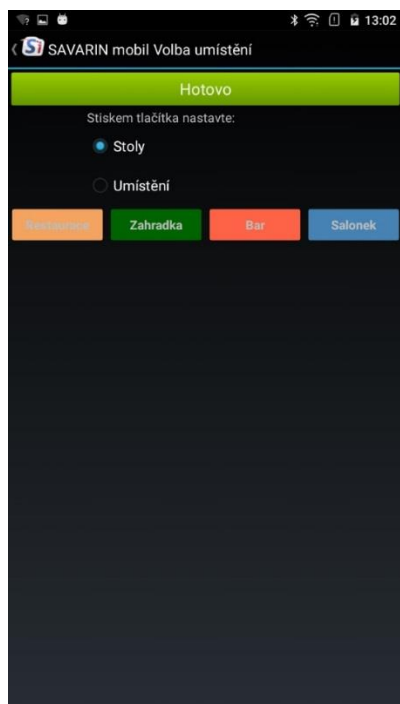 13:02
SAVARIN mobil Volba umístění
Hotovo
Stiskem tlačítka nastavte:
Stoly
Umístění
Restaurace Zahradka Bar Salonek